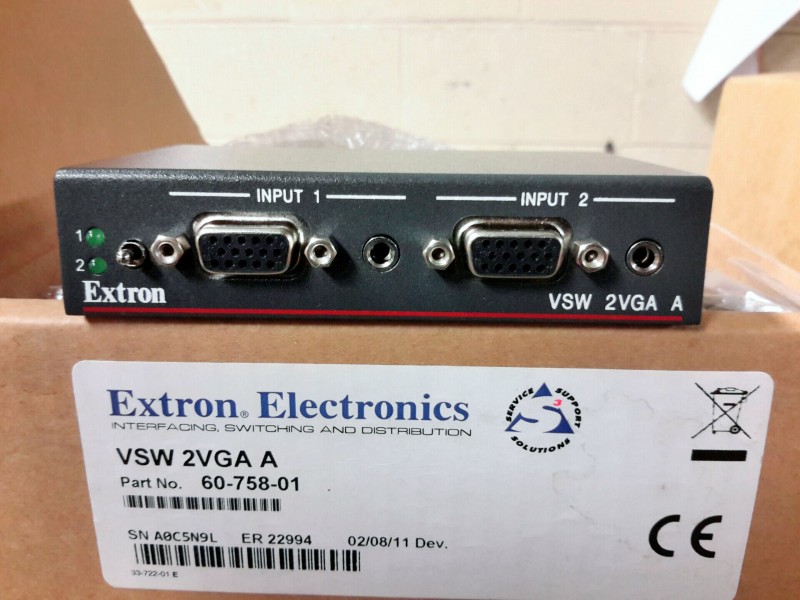 INPUT 1
INPUT 2
1
2
Extron
VSW 2VGA A
Extron® Electronics
INTERFACING, SWITCHING AND DISTRIBUTION
SERVICE SUPPORT SOLUTIONS
S3
VSW 2VGA A
Part No. 60-758-01
SN A0C5N9L ER 22994 02/08/11 Dev.
33-722-01 E
CE